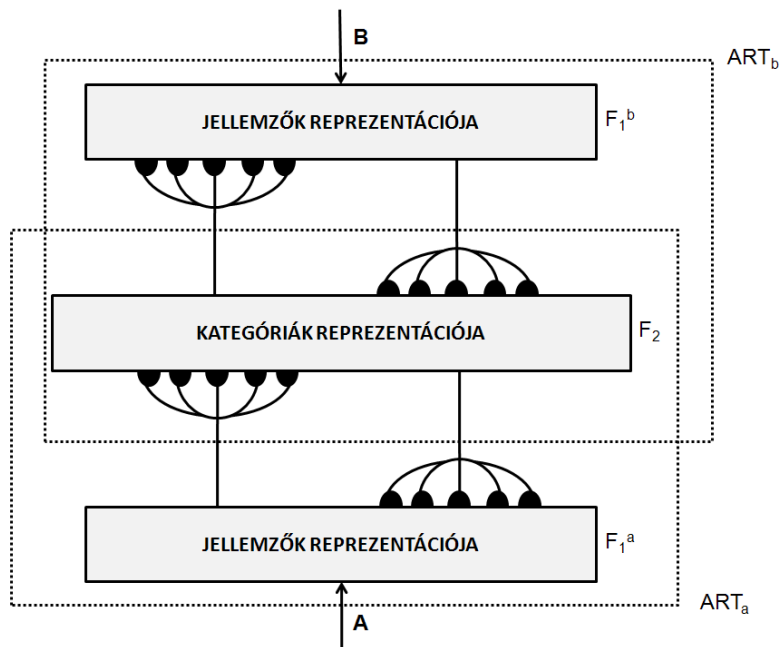 B
ART_b
JELLEMZŐK REPREZENTÁCIÓJA
F_1^b
KATEGÓRIÁK REPREZENTÁCIÓJA
F_2
JELLEMZŐK REPREZENTÁCIÓJA
F_1^a
ART_a
A